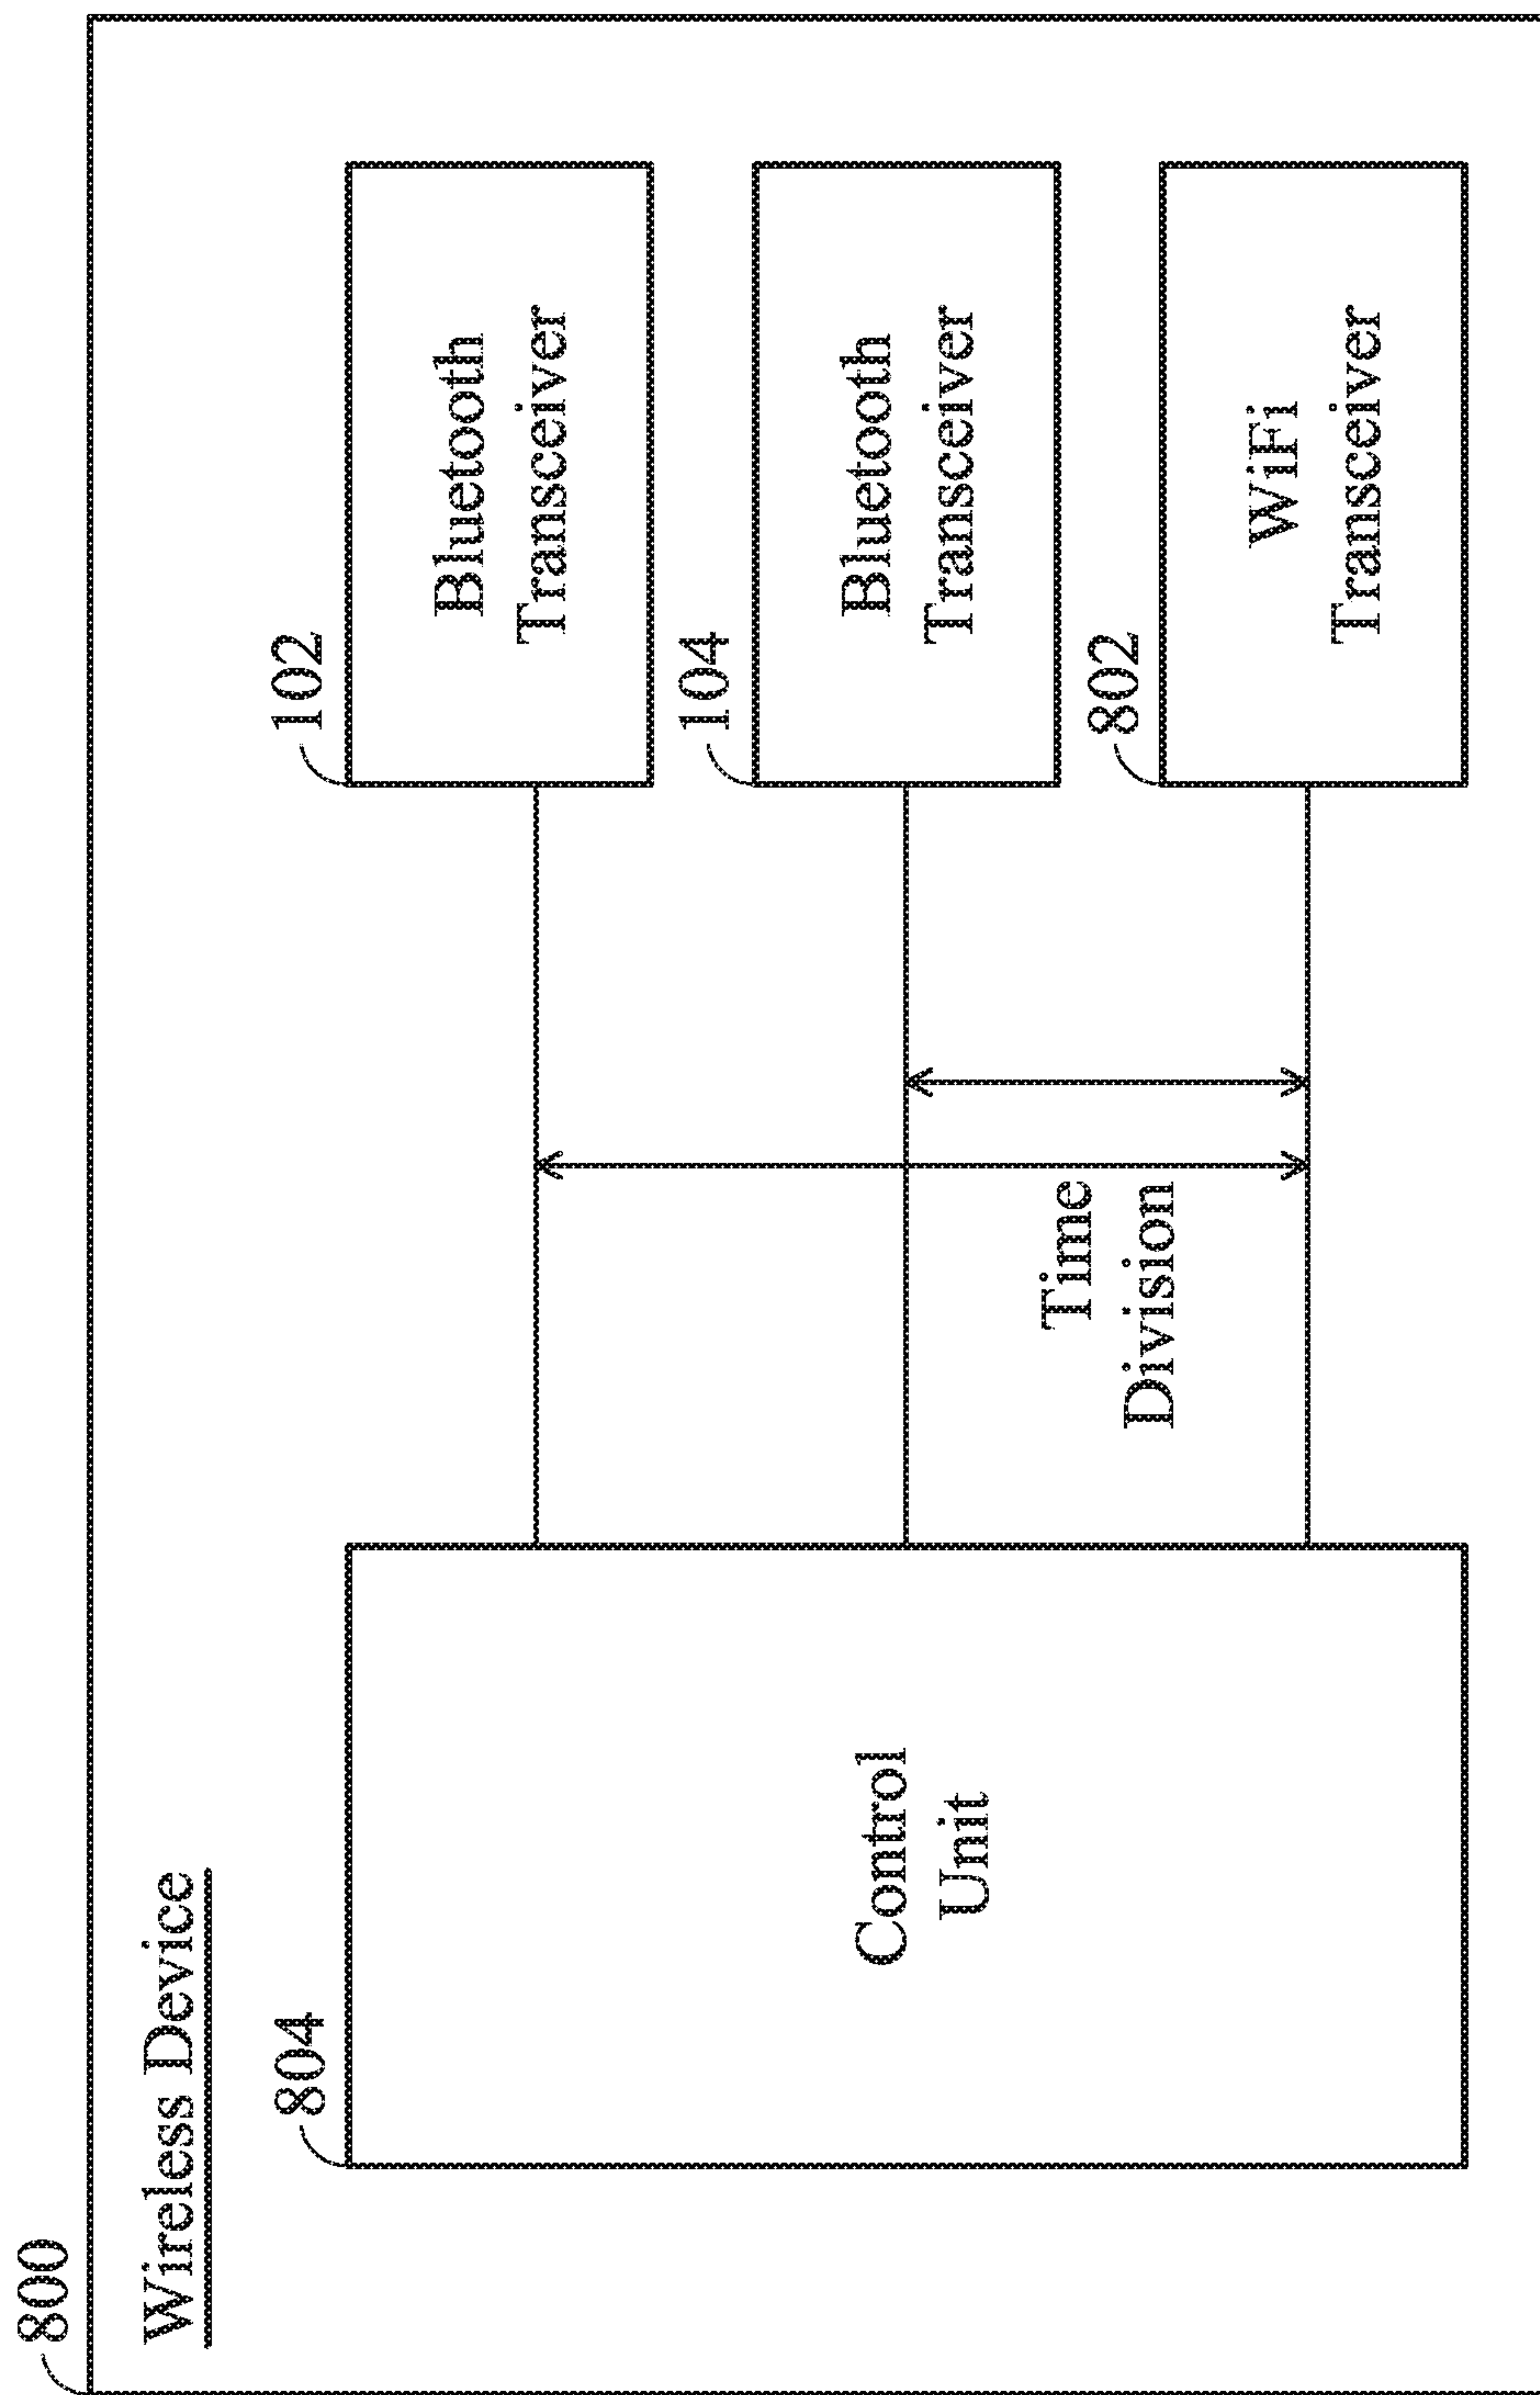 800
Wireless Device
804
Control
Unit
Time
Division
102
Bluetooth
Transceiver
104
Bluetooth
Transceiver
802
WiFi
Transceiver